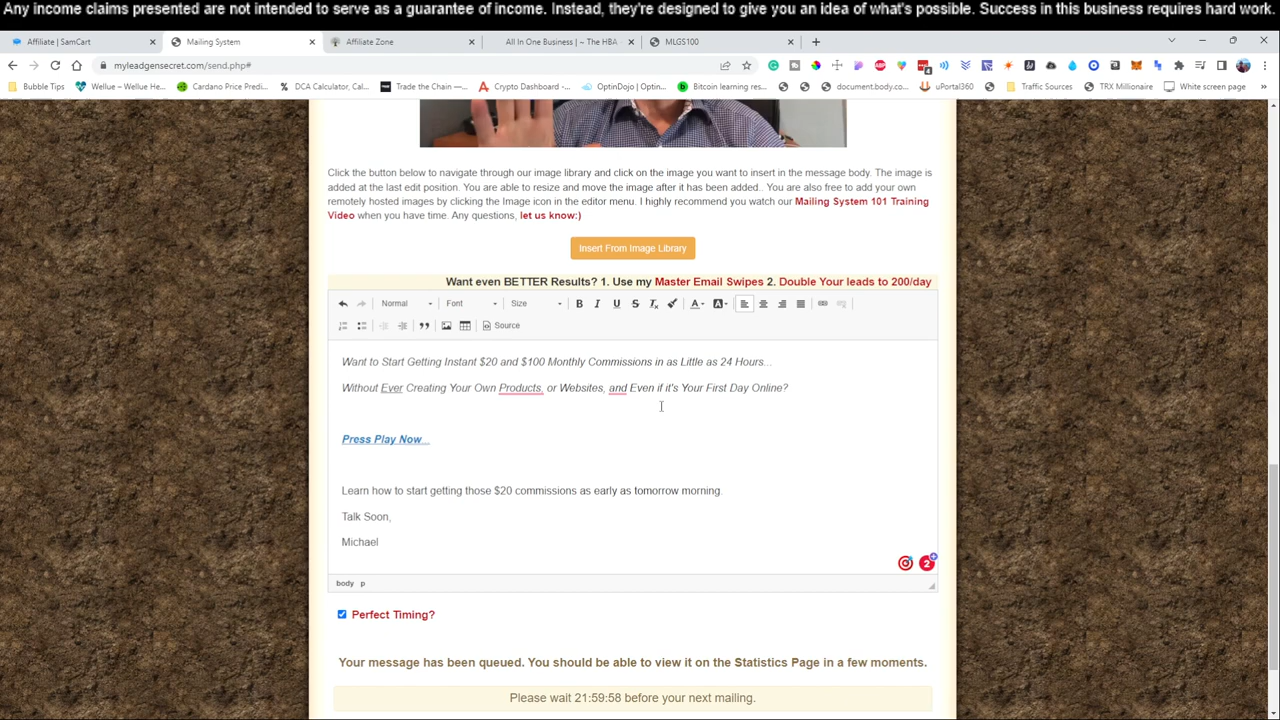 Any income claims presented are not intended to serve as a guarantee of income. Instead, they're designed to give you an idea of what's possible. Success in this business requires hard work.
Affiliate | SamCart
Mailing System
Affiliate Zone
All In One Business | ~ The HBA
MLGS100
myleadgensecret.com/send.php#
Bubble Tips
Wellue – Wellue He...
Cardano Price Predi...
DCA Calculator, Cal...
Trade the Chain —...
Crypto Dashboard -...
OptinDojo | Optin...
Bitcoin learning res...
document.body.co...
uPortal360
Traffic Sources
TRX Millionaire
White screen page
Click the button below to navigate through our image library and click on the image you want to insert in the message body. The image is
added at the last edit position. You are able to resize and move the image after it has been added.. You are also free to add your own
remotely hosted images by clicking the Image icon in the editor menu. I highly recommend you watch our Mailing System 101 Training
Video when you have time. Any questions, let us know:)
Insert From Image Library
Want even BETTER Results? 1. Use my Master Email Swipes 2. Double Your leads to 200/day
Normal Font Size B I U S
Source
Want to Start Getting Instant $20 and $100 Monthly Commissions in as Little as 24 Hours...
Without Ever Creating Your Own Products, or Websites, and Even if it's Your First Day Online?
Press Play Now...
Learn how to start getting those $20 commissions as early as tomorrow morning.
Talk Soon,
Michael
2
body p
Perfect Timing?
Your message has been queued. You should be able to view it on the Statistics Page in a few moments.
Please wait 21:59:58 before your next mailing.